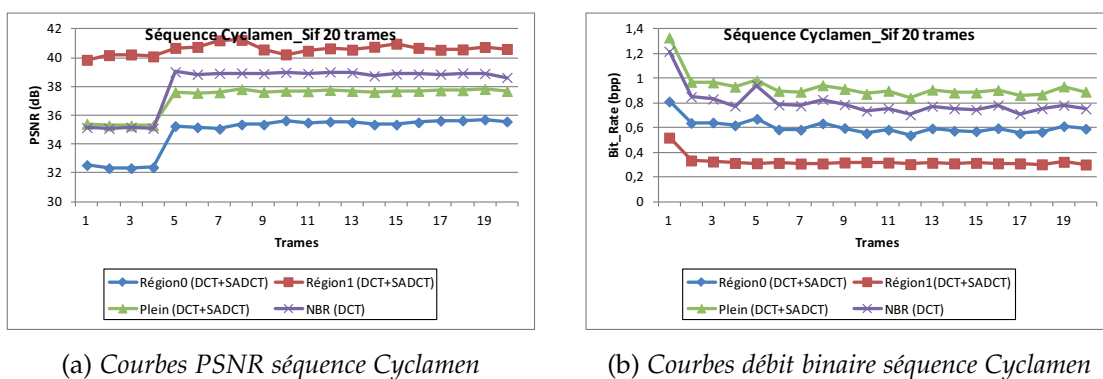 Séquence Cyclamen_Sif 20 trames
PSNR (dB)
42
40
38
36
34
32
30
1 3 5 7 9 11 13 15 17 19
Trames
Région0 (DCT+SADCT) Région1 (DCT+SADCT)
Plein (DCT+SADCT) NBR (DCT)
(a) Courbes PSNR séquence Cyclamen
Séquence Cyclamen_Sif 20 trames
Bit_Rate (bpp)
1,4
1,2
1
0,8
0,6
0,4
0,2
0
1 3 5 7 9 11 13 15 17 19
Trames
Région0 (DCT+SADCT) Région1 (DCT+SADCT)
Plein (DCT+SADCT) NBR (DCT)
(b) Courbes débit binaire séquence Cyclamen